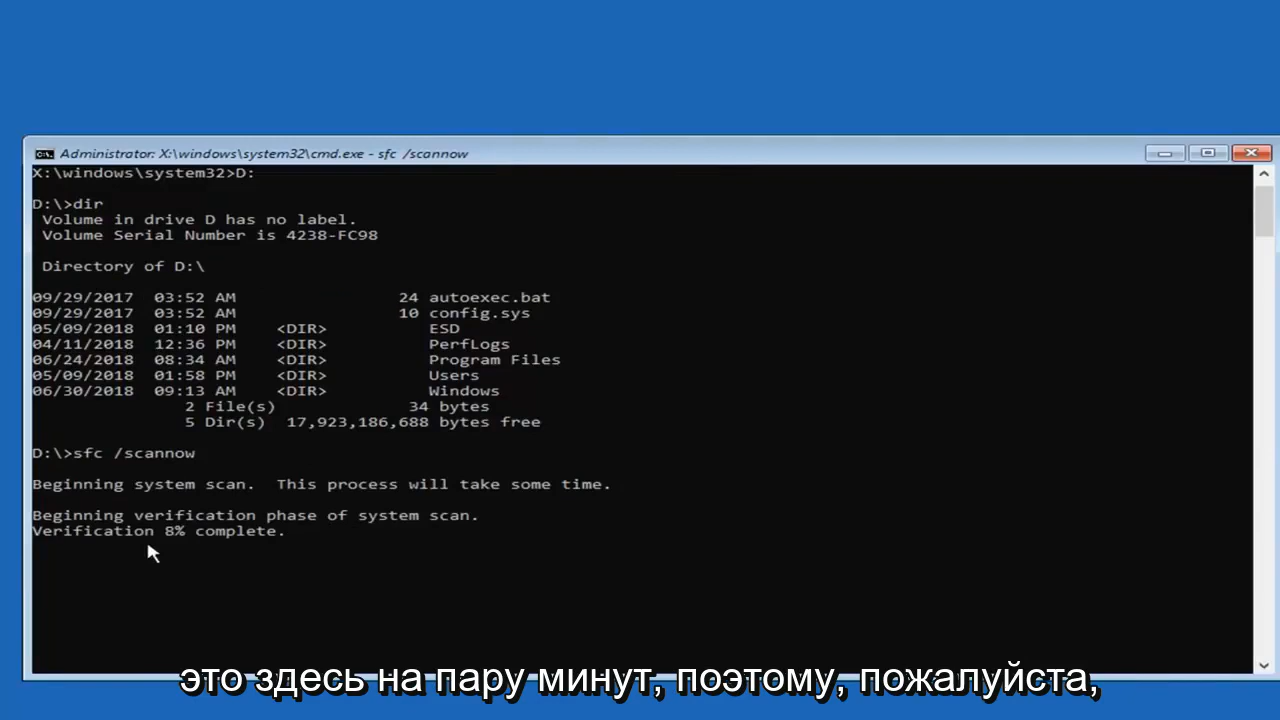 Administrator: X:\windows\system32\cmd.exe - sfc /scannow
X:\windows\system32>D:
D:\>dir
Volume in drive D has no label.
Volume Serial Number is 4238-FC98
Directory of D:\
09/29/2017 03:52 AM 24 autoexec.bat
09/29/2017 03:52 AM 10 config.sys
05/09/2018 01:10 PM <DIR> ESD
04/11/2018 12:36 PM <DIR> PerfLogs
06/24/2018 08:34 AM <DIR> Program Files
05/09/2018 01:58 PM <DIR> Users
06/30/2018 09:13 AM <DIR> Windows
2 File(s) 34 bytes
5 Dir(s) 17,923,186,688 bytes free
D:\>sfc /scannow
Beginning system scan. This process will take some time.
Beginning verification phase of system scan.
Verification 8% complete.
это здесь на пару минут, поэтому, пожалуйста,